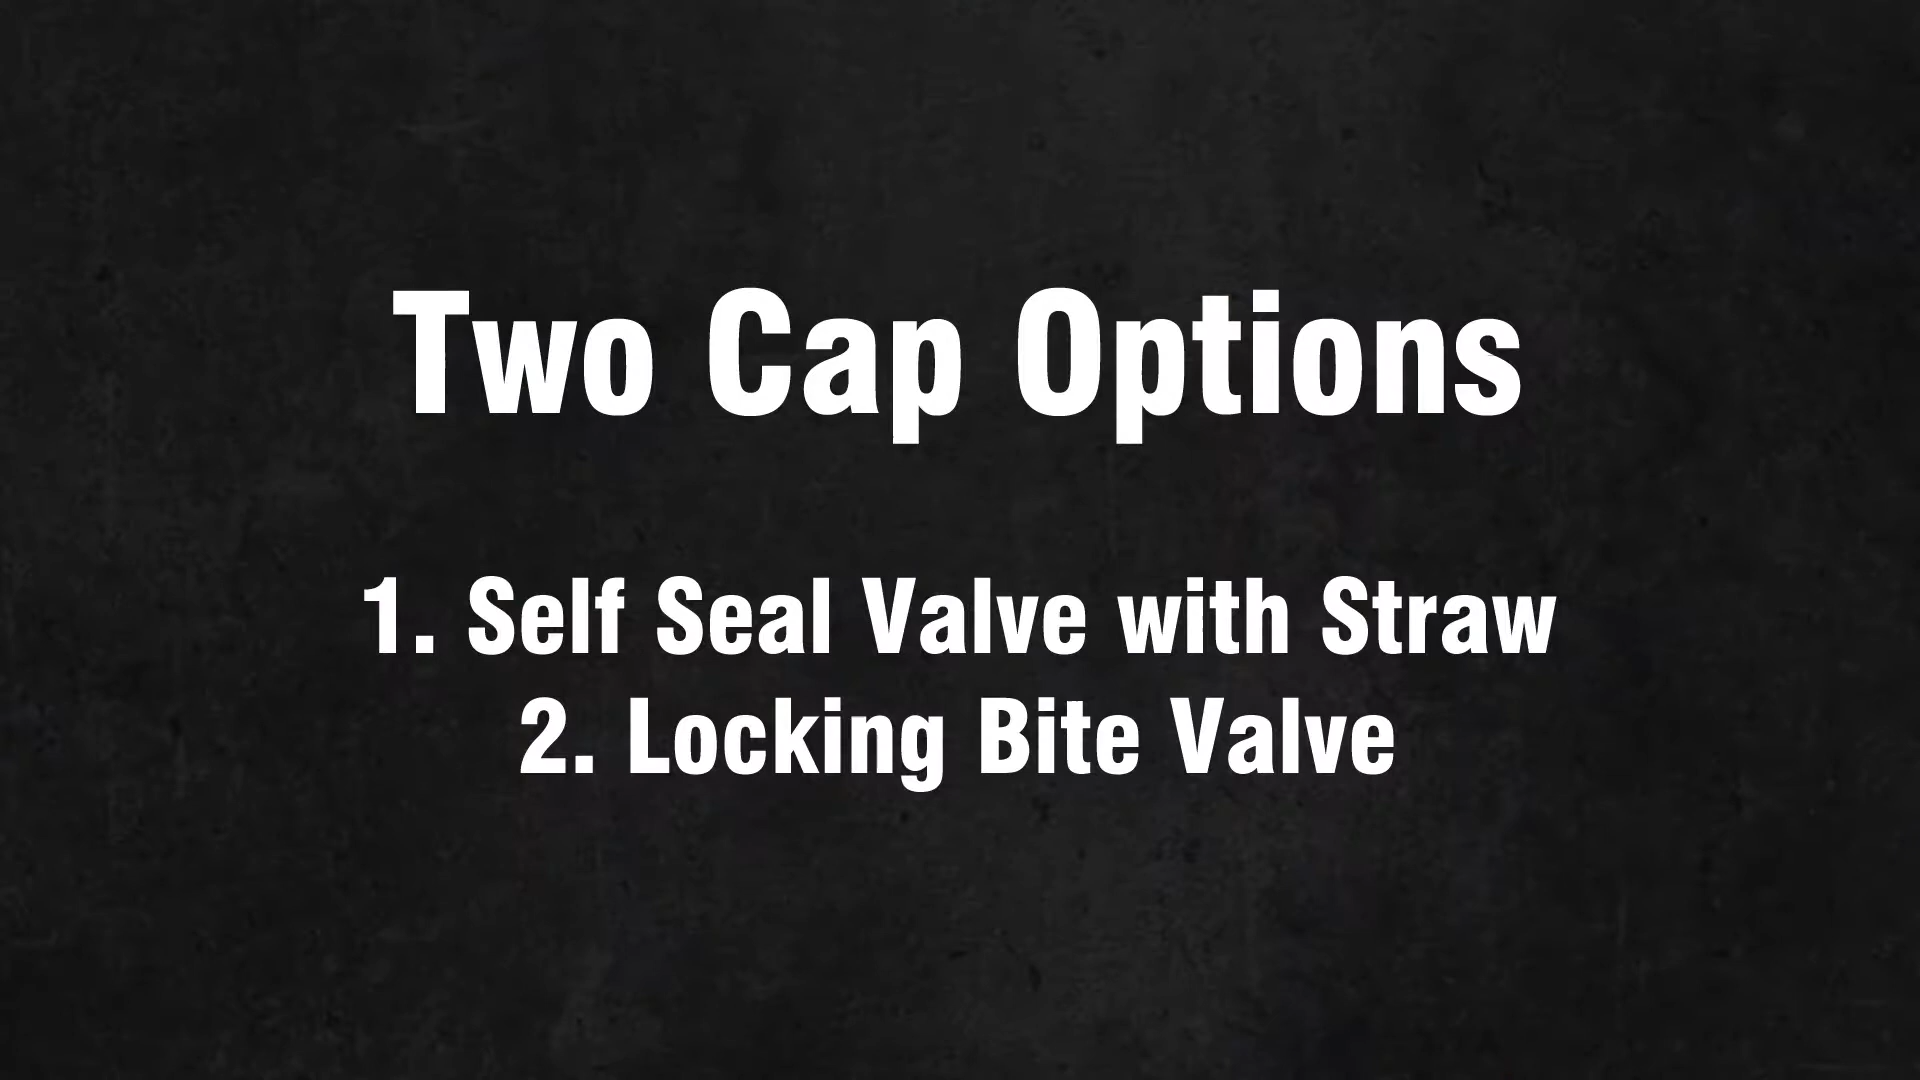 Two Cap Options
1. Self Seal Valve with Straw
2. Locking Bite Valve